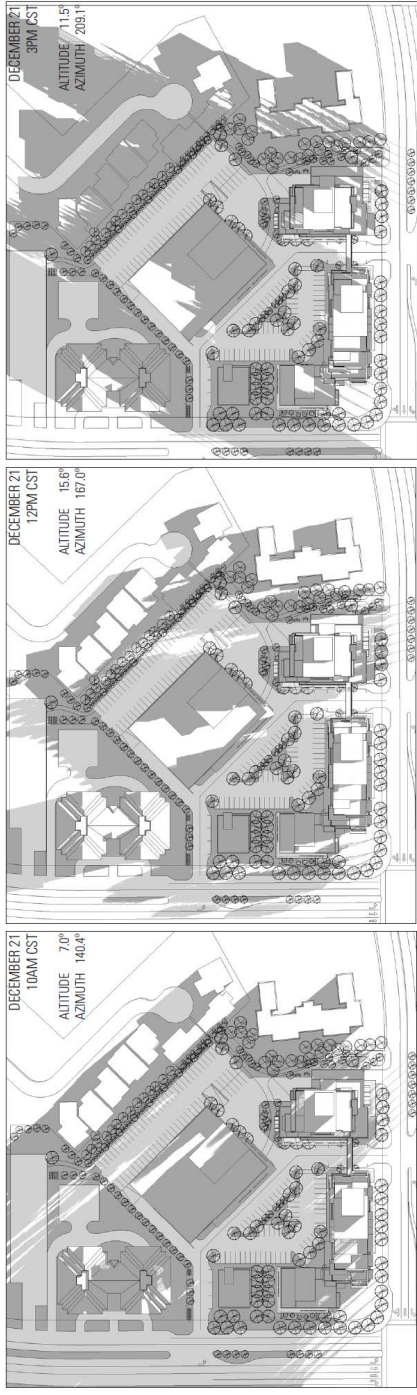 DECEMBER 21
10AM CST
ALTITUDE 7.0°
AZIMUTH 140.4°
DECEMBER 21
12PM CST
ALTITUDE 15.6°
AZIMUTH 167.0°
DECEMBER 21
3PM CST
ALTITUDE 11.5°
AZIMUTH 209.1°